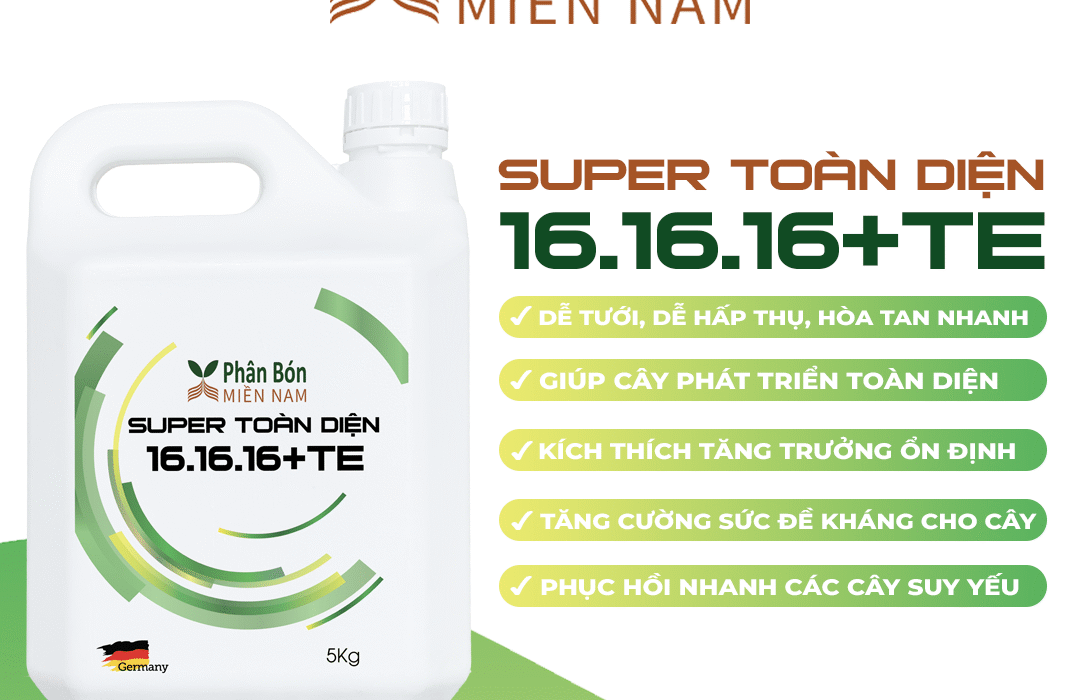 MIỀN NAM
SUPER TOÀN DIỆN
16.16.16+TE
✓ DỄ TƯỚI, DỄ HẤP THỤ, HÒA TAN NHANH
✓ GIÚP CÂY PHÁT TRIỂN TOÀN DIỆN
✓ KÍCH THÍCH TĂNG TRƯỞNG ỔN ĐỊNH
✓ TĂNG CƯỜNG SỨC ĐỀ KHÁNG CHO CÂY
✓ PHỤC HỒI NHANH CÁC CÂY SUY YẾU
Phân Bón
MIỀN NAM
SUPER TOÀN DIỆN
16.16.16+TE
Germany
5Kg